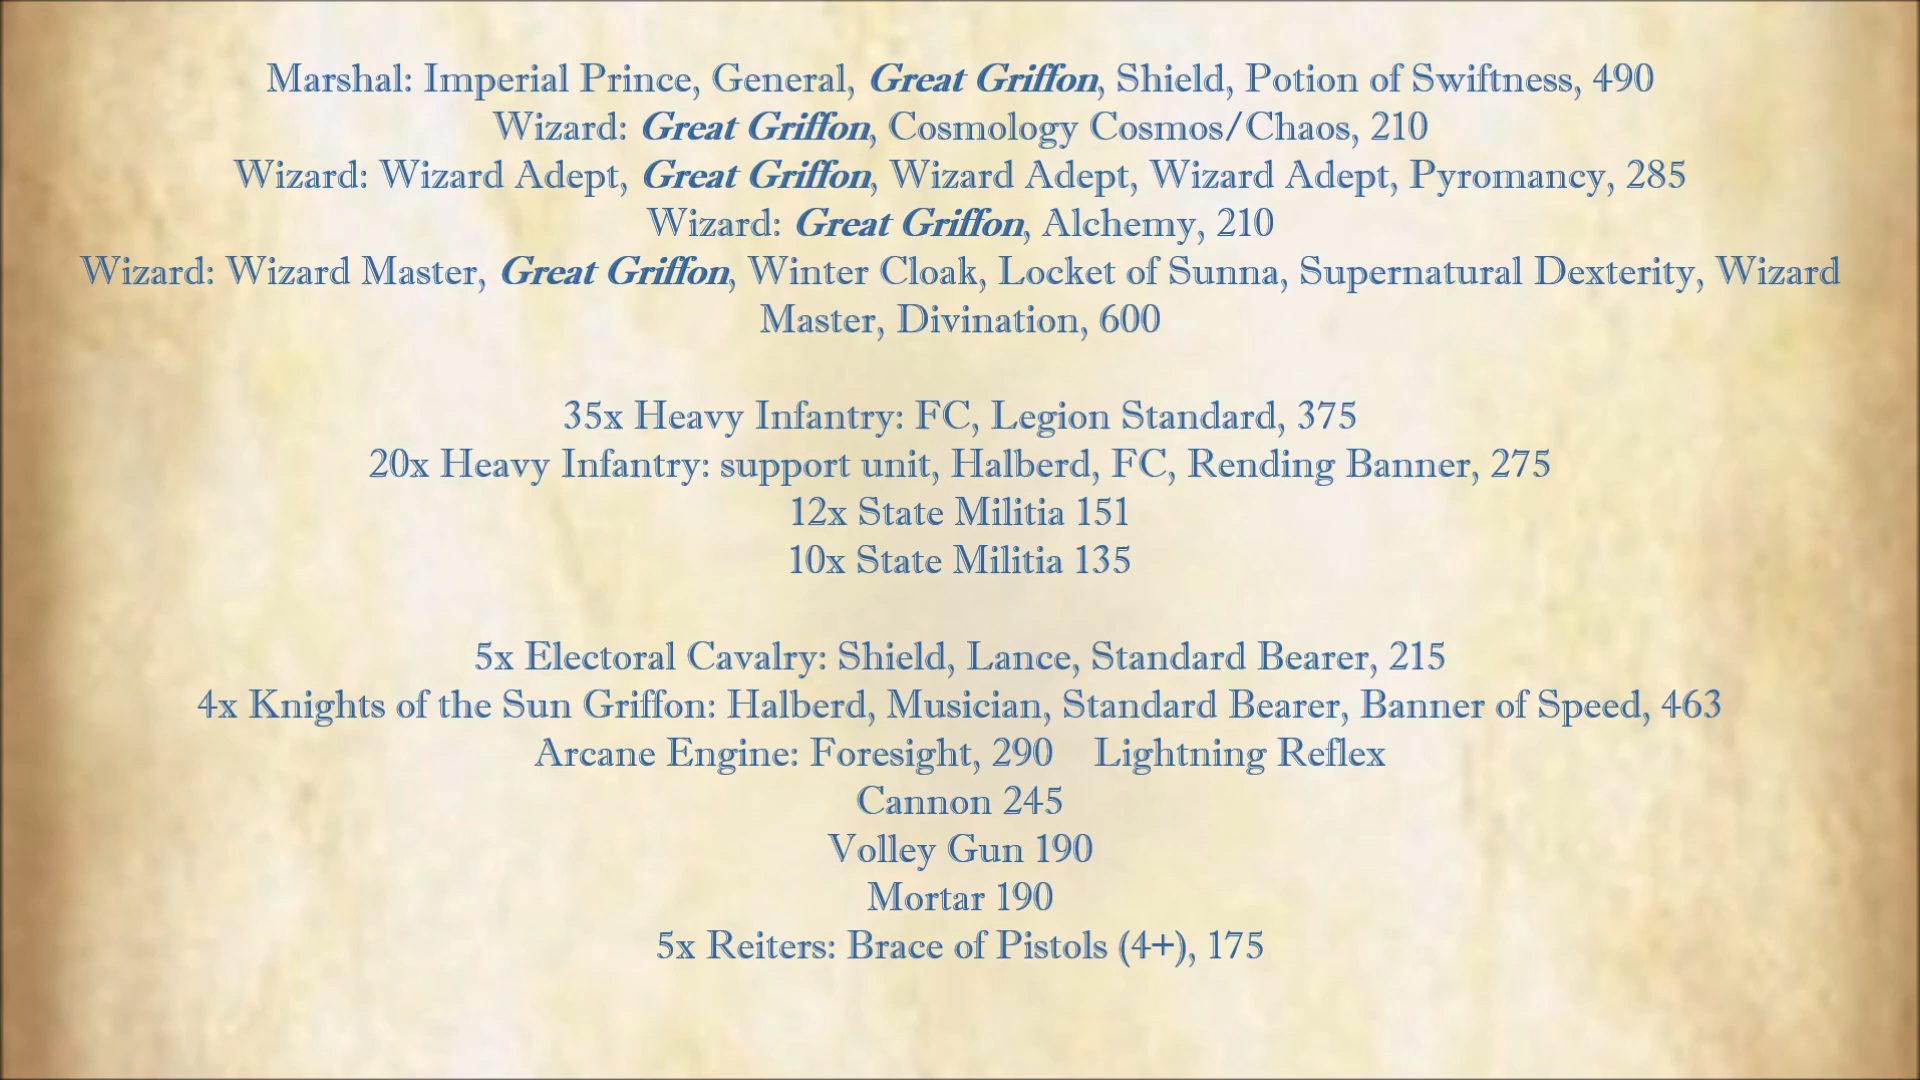 Marshal: Imperial Prince, General, Great Griffon, Shield, Potion of Swiftness, 490
Wizard: Great Griffon, Cosmology Cosmos/Chaos, 210
Wizard: Wizard Adept, Great Griffon, Wizard Adept, Wizard Adept, Pyromancy, 285
Wizard: Great Griffon, Alchemy, 210
Wizard: Wizard Master, Great Griffon, Winter Cloak, Locket of Sunna, Supernatural Dexterity, Wizard
Master, Divination, 600
35x Heavy Infantry: FC, Legion Standard, 375
20x Heavy Infantry: support unit, Halberd, FC, Rending Banner, 275
12x State Militia 151
10x State Militia 135
5x Electoral Cavalry: Shield, Lance, Standard Bearer, 215
4x Knights of the Sun Griffon: Halberd, Musician, Standard Bearer, Banner of Speed, 463
Arcane Engine: Foresight, 290 Lightning Reflex
Cannon 245
Volley Gun 190
Mortar 190
5x Reiters: Brace of Pistols (4+), 175